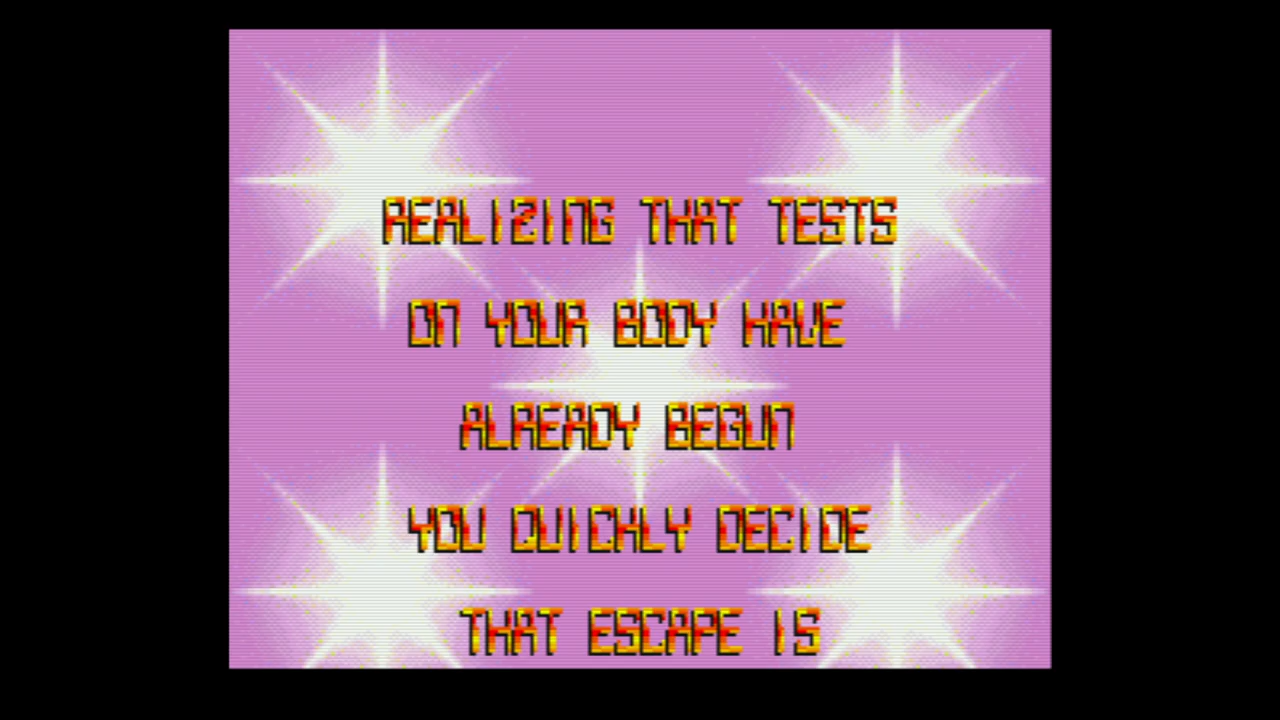 REALIZING THAT TESTS
ON YOUR BODY HAVE
ALREADY BEGUN
YOU QUICKLY DECIDE
THAT ESCAPE IS